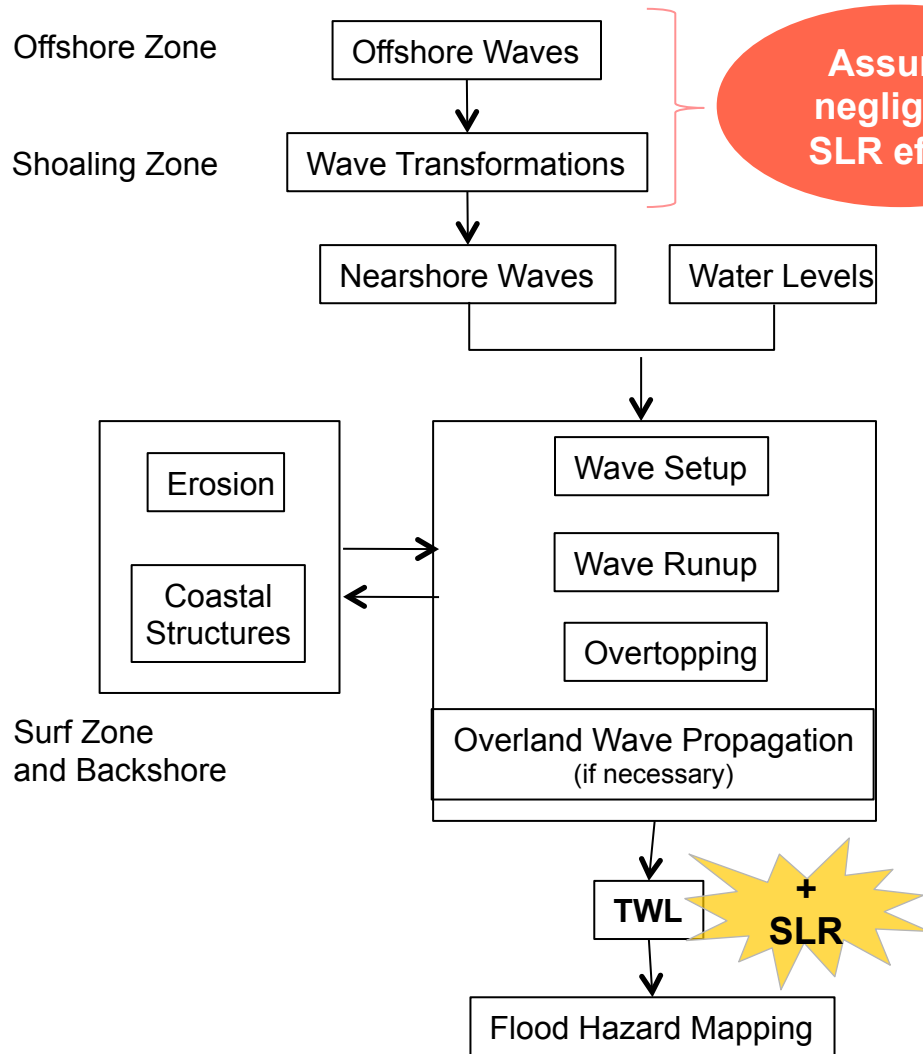 Offshore Zone
Offshore Waves
Shoaling Zone
Wave Transformations
SLR
Nearshore Waves
Water Levels
Erosion
Coastal
Structures
Wave Setup
Wave Runup
Overtopping
Overland Wave Propagation
(if necessary)
Surf Zone
and Backshore
TWL
+
SLR
Flood Hazard Mapping